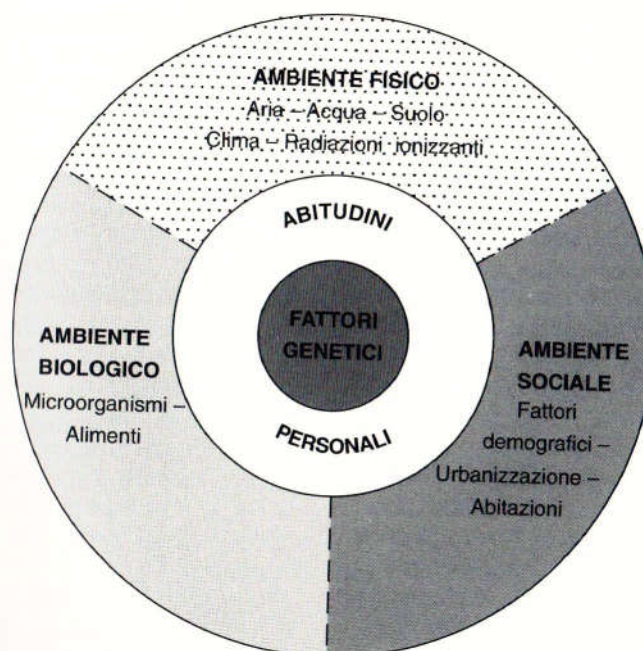 AMBIENTE FISICO
Aria – Acqua – Suolo
Clima – Radiazioni ionizzanti
ABITUDINI
FATTORI
GENETICI
PERSONALI
AMBIENTE
BIOLOGICO
Microorganismi –
Alimenti
AMBIENTE
SOCIALE
Fattori
demografici –
Urbanizzazione –
Abitazioni